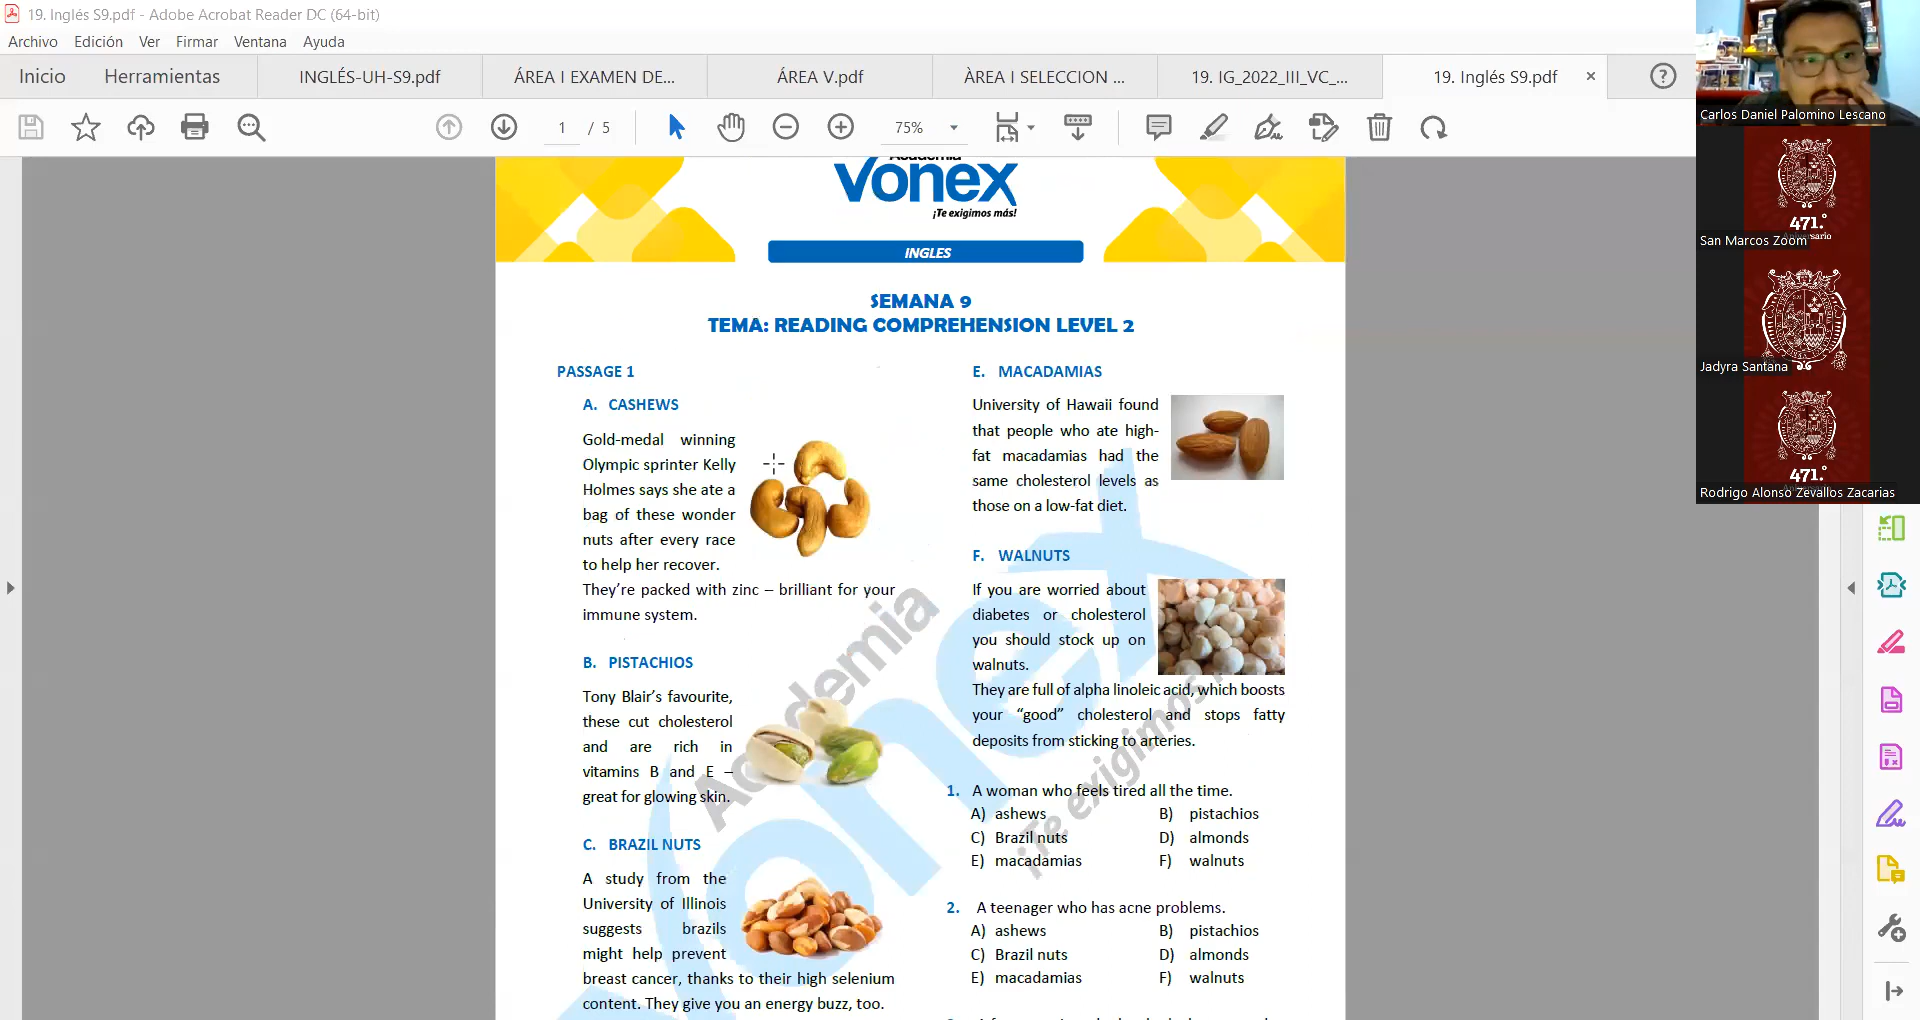 19. Inglés S9.pdf - Adobe Acrobat Reader DC (64-bit)
Archivo Edición Ver Firmar Ventana Ayuda
Inicio Herramientas INGLÉS-UH-S9.pdf ÁREA I EXAMEN DE... ÁREA V.pdf ÀREA I SELECCION ... 19. IG_2022_III_VC_... 19. Inglés S9.pdf ×
1 / 5 75%
Academia
vonex
¡Te exigimos más!
INGLES
SEMANA 9
TEMA: READING COMPREHENSION LEVEL 2
PASSAGE 1
A. CASHEWS
Gold-medal winning
Olympic sprinter Kelly
Holmes says she ate a
bag of these wonder
nuts after every race
to help her recover.
They're packed with zinc – brilliant for your
immune system.
B. PISTACHIOS
Tony Blair's favourite,
these cut cholesterol
and are rich in
vitamins B and E –
great for glowing skin.
C. BRAZIL NUTS
A study from the
University of Illinois
suggests brazils
might help prevent
breast cancer, thanks to their high selenium
content. They give you an energy buzz, too.
E. MACADAMIAS
University of Hawaii found
that people who ate high-
fat macadamias had the
same cholesterol levels as
those on a low-fat diet.
F. WALNUTS
If you are worried about
diabetes or cholesterol
you should stock up on
walnuts.
They are full of alpha linoleic acid, which boosts
your "good" cholesterol and stops fatty
deposits from sticking to arteries.
1. A woman who feels tired all the time.
A) ashews B) pistachios
C) Brazil nuts D) almonds
E) macadamias F) walnuts
2. A teenager who has acne problems.
A) ashews B) pistachios
C) Brazil nuts D) almonds
E) macadamias F) walnuts
Academia
vonex
¡Te exigimos
Carlos Daniel Palomino Lescano
471.°
Aniversario
San Marcos Zoom
Jadyra Santana
471.°
Rodrigo Alonso Zevallos Zacarias